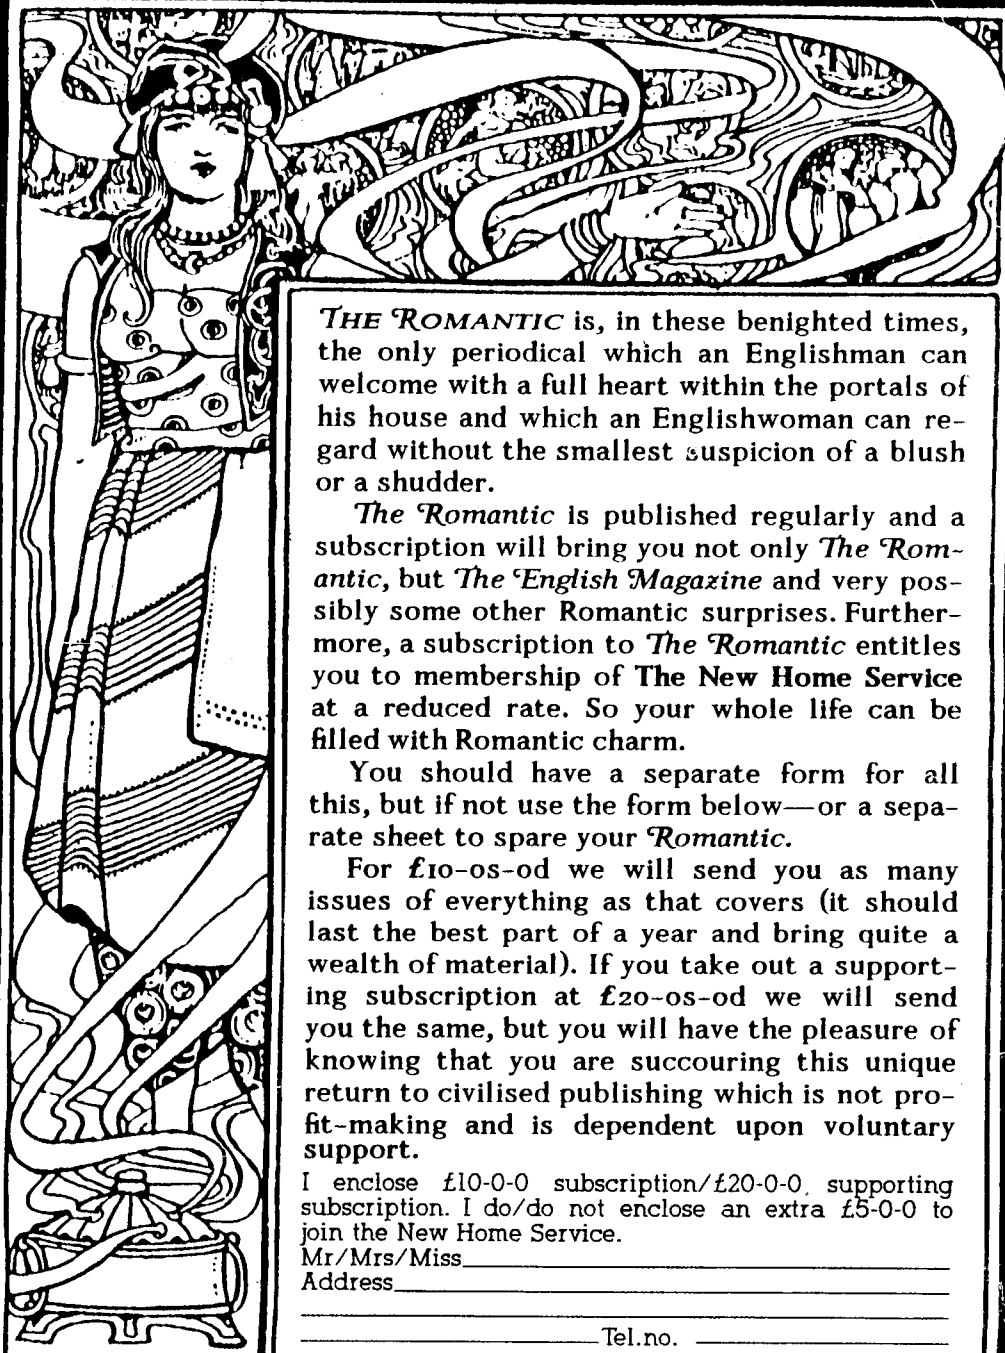 THE ROMANTIC is, in these benighted times,
the only periodical which an Englishman can
welcome with a full heart within the portals of
his house and which an Englishwoman can re-
gard without the smallest suspicion of a blush
or a shudder.
The Romantic is published regularly and a
subscription will bring you not only The Rom-
antic, but The English Magazine and very pos-
sibly some other Romantic surprises. Further-
more, a subscription to The Romantic entitles
you to membership of The New Home Service
at a reduced rate. So your whole life can be
filled with Romantic charm.
You should have a separate form for all
this, but if not use the form below—or a sepa-
rate sheet to spare your Romantic.
For £10-0s-0d we will send you as many
issues of everything as that covers (it should
last the best part of a year and bring quite a
wealth of material). If you take out a support-
ing subscription at £20-0s-0d we will send
you the same, but you will have the pleasure of
knowing that you are succouring this unique
return to civilised publishing which is not pro-
fit-making and is dependent upon voluntary
support.
I enclose £10-0-0 subscription/£20-0-0, supporting
subscription. I do/do not enclose an extra £5-0-0 to
join the New Home Service.
Mr/Mrs/Miss
Address
Tel.no.